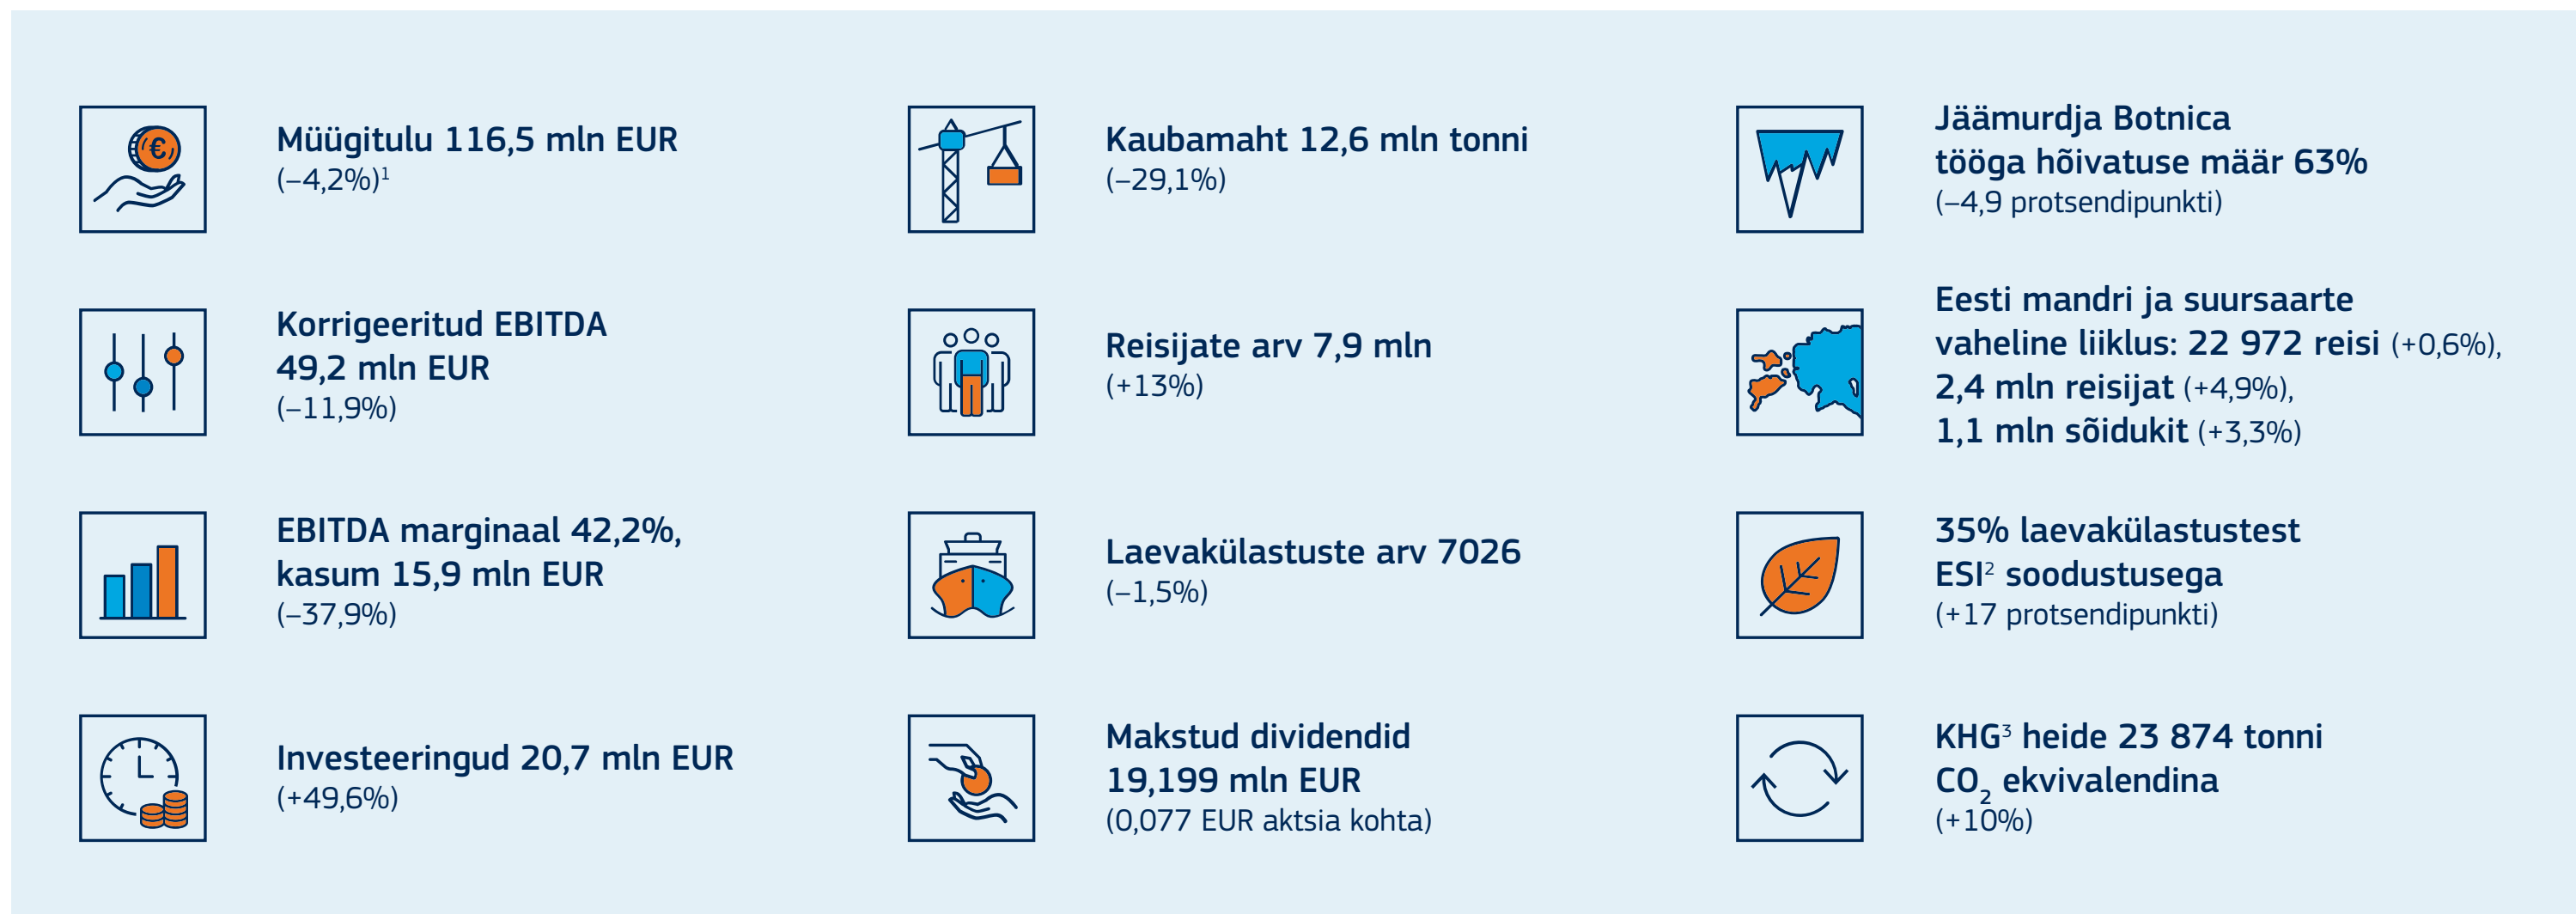 Müügitulu 116,5 mln EUR
(–4,2%)¹
Korrigeeritud EBITDA
49,2 mln EUR
(–11,9%)
EBITDA marginaal 42,2%,
kasum 15,9 mln EUR
(–37,9%)
Investeeringud 20,7 mln EUR
(+49,6%)
Kaubamaht 12,6 mln tonni
(–29,1%)
Reisijate arv 7,9 mln
(+13%)
Laevakülastuste arv 7026
(–1,5%)
Makstud dividendid
19,199 mln EUR
(0,077 EUR aktsia kohta)
Jäämurdja Botnica
tööga hõivatuse määr 63%
(–4,9 protsendipunkti)
Eesti mandri ja suursaarte
vaheline liiklus: 22 972 reisi (+0,6%),
2,4 mln reisijat (+4,9%),
1,1 mln sõidukit (+3,3%)
35% laevakülastustest
ESI² soodustusega
(+17 protsendipunkti)
KHG³ heide 23 874 tonni
CO₂ ekvivalendina
(+10%)